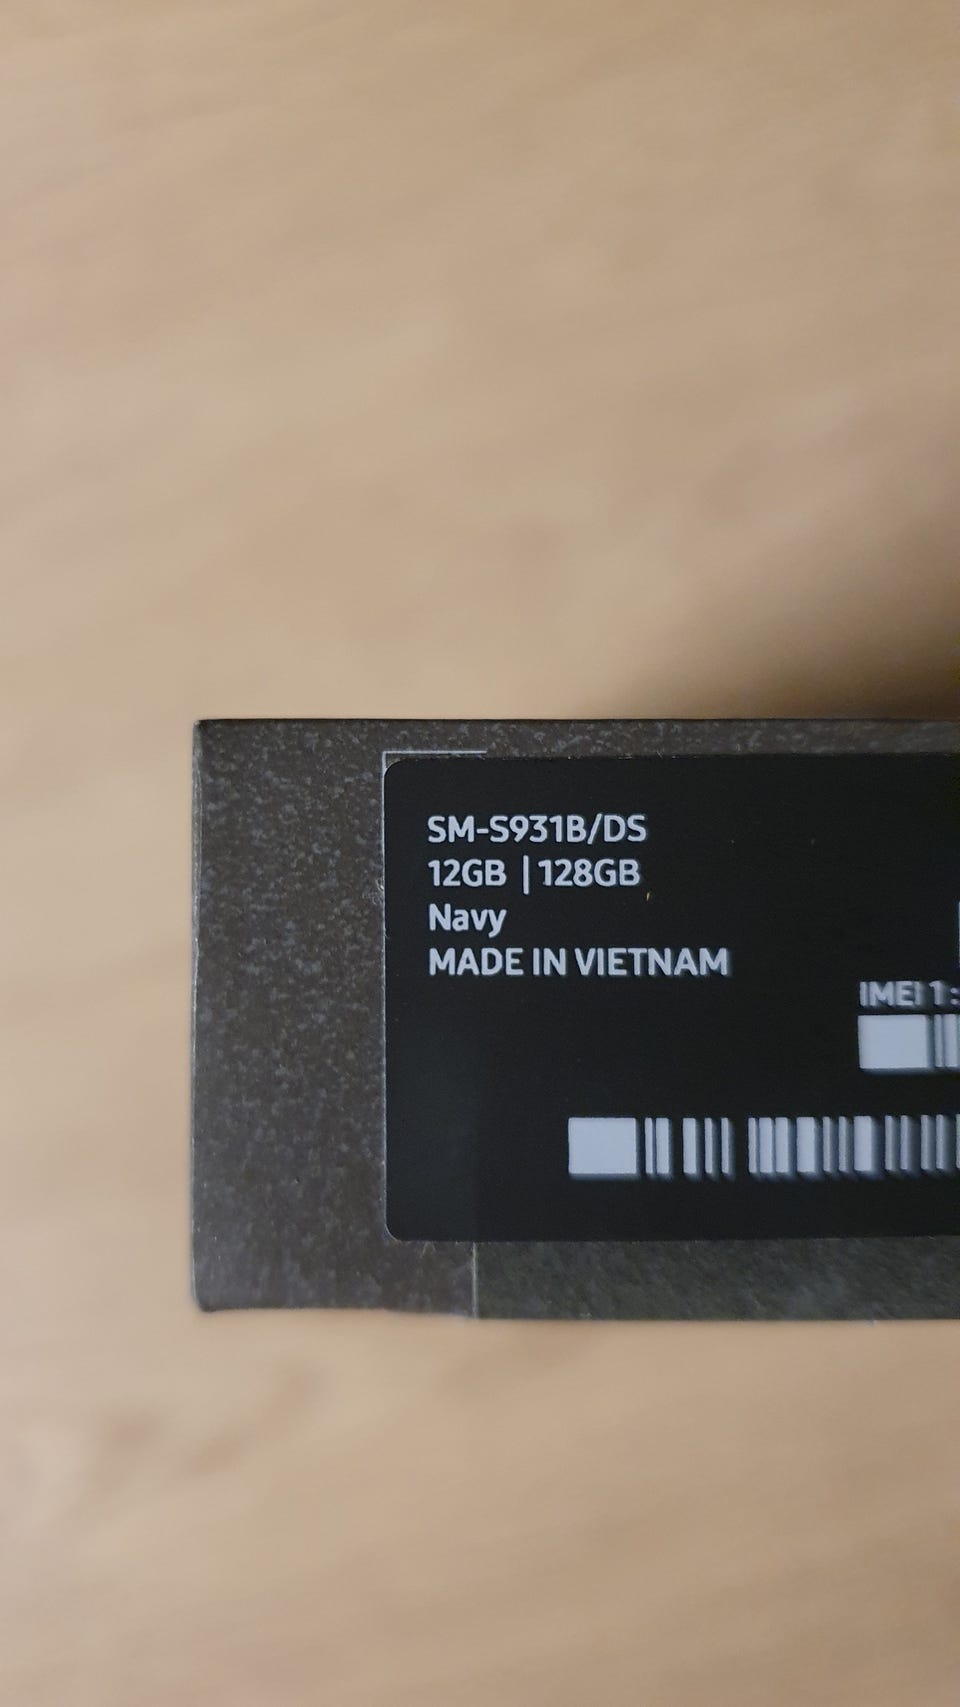 SM-S931B/DS
12GB | 128GB
Navy
MADE IN VIETNAM
IMEI 1 :